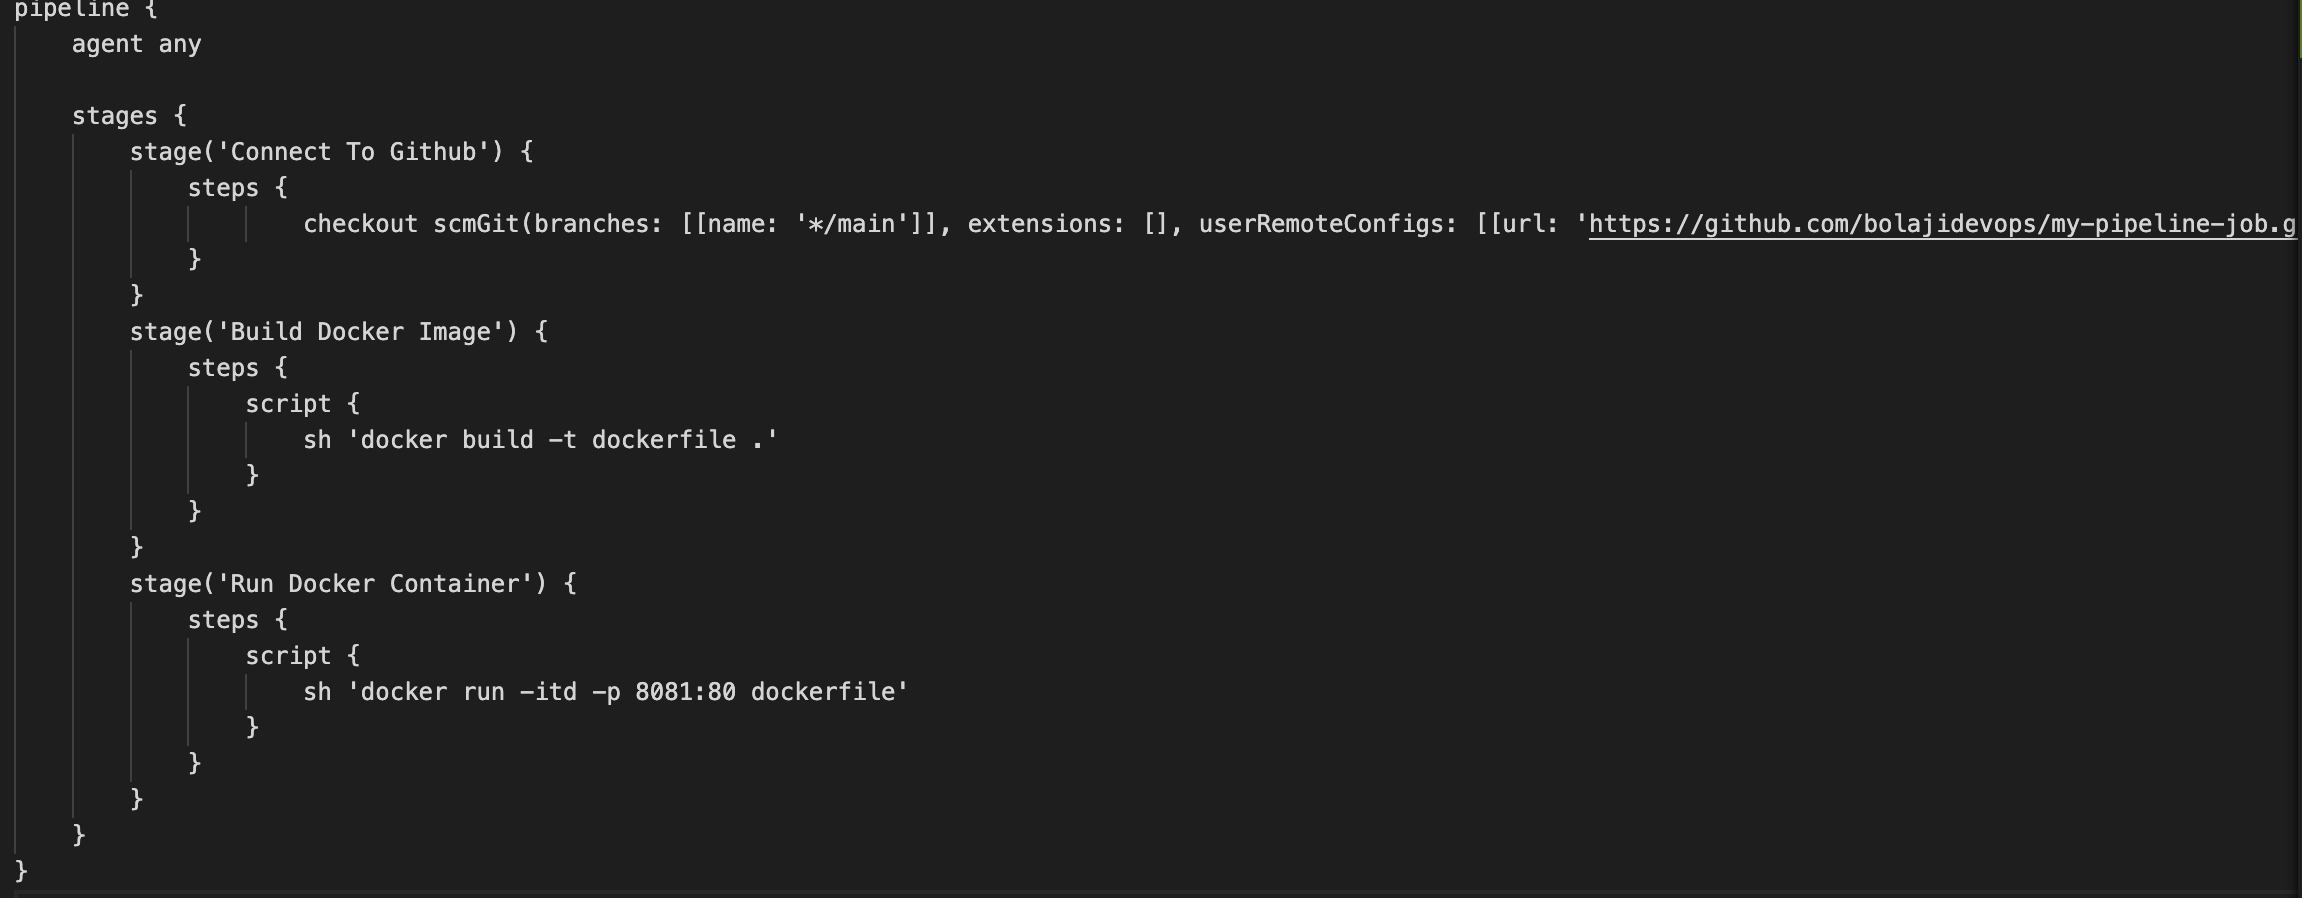 pipeline {
    agent any

    stages {
        stage('Connect To Github') {
            steps {
                    checkout scmGit(branches: [[name: '*/main']], extensions: [], userRemoteConfigs: [[url: 'https://github.com/bolajidevops/my-pipeline-job.g
            }
        }
        stage('Build Docker Image') {
            steps {
                script {
                    sh 'docker build -t dockerfile .'
                }
            }
        }
        stage('Run Docker Container') {
            steps {
                script {
                    sh 'docker run -itd -p 8081:80 dockerfile'
                }
            }
        }
    }
}